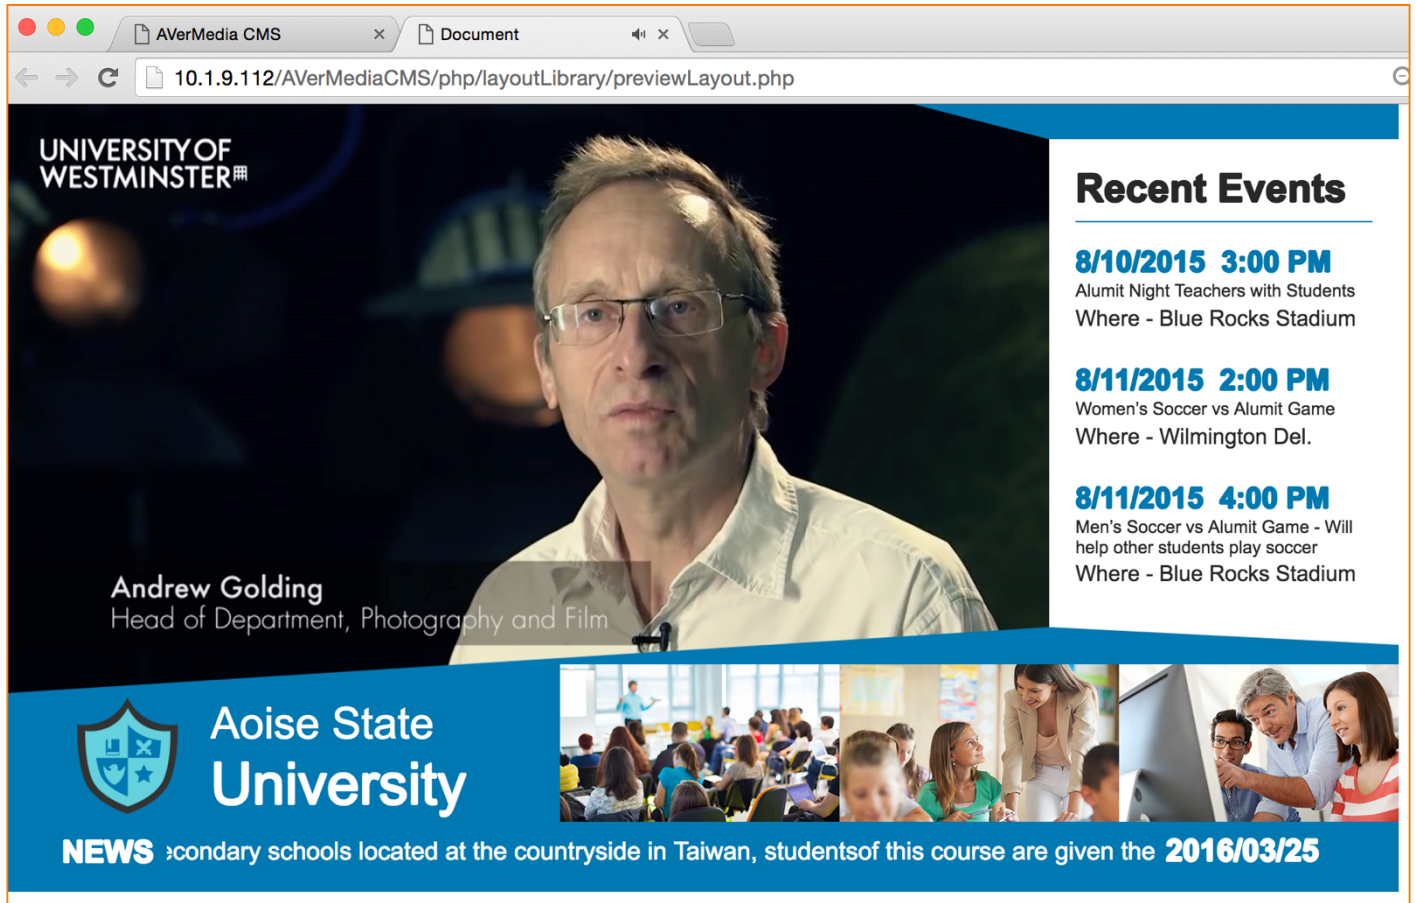 AVerMedia CMS
Document
10.1.9.112/AVerMediaCMS/php/layoutLibrary/previewLayout.php
UNIVERSITY OF
WESTMINSTER
Andrew Golding
Head of Department, Photography and Film
Recent Events
8/10/2015 3:00 PM
Alumit Night Teachers with Students
Where - Blue Rocks Stadium
8/11/2015 2:00 PM
Women's Soccer vs Alumit Game
Where - Wilmington Del.
8/11/2015 4:00 PM
Men's Soccer vs Alumit Game - Will
help other students play soccer
Where - Blue Rocks Stadium
Aoise State
University
NEWS econdary schools located at the countryside in Taiwan, studentsof this course are given the 2016/03/25